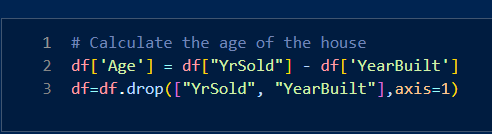 1 # Calculate the age of the house
2 df['Age'] = df["YrSold"] - df['YearBuilt']
3 df=df.drop(["YrSold", "YearBuilt"],axis=1)